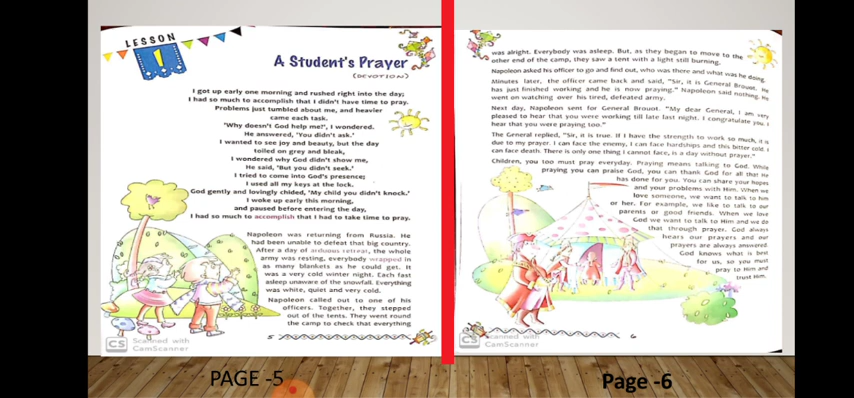 LESSON
1
A Student's Prayer
(DEVOTION)
I got up early one morning and rushed right into the day;
I had so much to accomplish that I didn't have time to pray.
Problems just tumbled about me, and heavier
came each task.
'Why doesn't God help me?', I wondered.
He answered, 'You didn't ask.'
I wanted to see joy and beauty, but the day
toiled on grey and bleak,
I wondered why God didn't show me,
He said, 'But you didn't seek.'
I tried to come into God's presence;
I used all my keys at the lock.
God gently and lovingly chided, 'My child you didn't knock.'
I woke up early this morning,
and paused before entering the day,
I had so much to accomplish that I had to take time to pray.
Napoleon was returning from Russia. He
had been unable to defeat that big country.
After a day of arduous retreat, the whole
army was resting, everybody wrapped in
as many blankets as he could get. It
was a very cold winter night. Each fast
asleep unaware of the snowfall. Everything
was white, quiet and very cold.
Napoleon called out to one of his
officers. Together, they stepped
out of the tents. They went round
the camp to check that everything
5
CS Scanned with
CamScanner
PAGE -5
was alright. Everybody was asleep. But, as they began to move to the
other end of the camp, they saw a tent with a light still burning.
Napoleon asked his officer to go and find out, who was there and what was he doing.
Minutes later, the officer came back and said, "Sir, it is General Brount. He
has just finished working and he is now praying." Napoleon said nothing. He
went on watching over his tired, defeated army.
Next day, Napoleon sent for General Brount. "My dear General, I am very
pleased to hear that you were working till late last night. I congratulate you. I
hear that you were praying too."
The General replied, "Sir, it is true. If I have the strength to work so much, it is
due to my prayer. I can face the enemy, I can face hardships and this bitter cold. I
can face death. There is only one thing I cannot face, is a day without prayer."
Children, you too must pray everyday. Praying means talking to God. While
praying you can praise God, you can thank God for all that He
has done for you. You can share your hopes
and your problems with Him. When we
love someone, we want to talk to him
or her. For example, we like to talk to our
parents or good friends. When we love
God we want to talk to Him and we do
that through prayer. God always
hears our prayers and our
prayers are always answered.
God knows what is best
for us, so you must
pray to Him and
trust Him.
6
CS Scanned with
CamScanner
Page -6